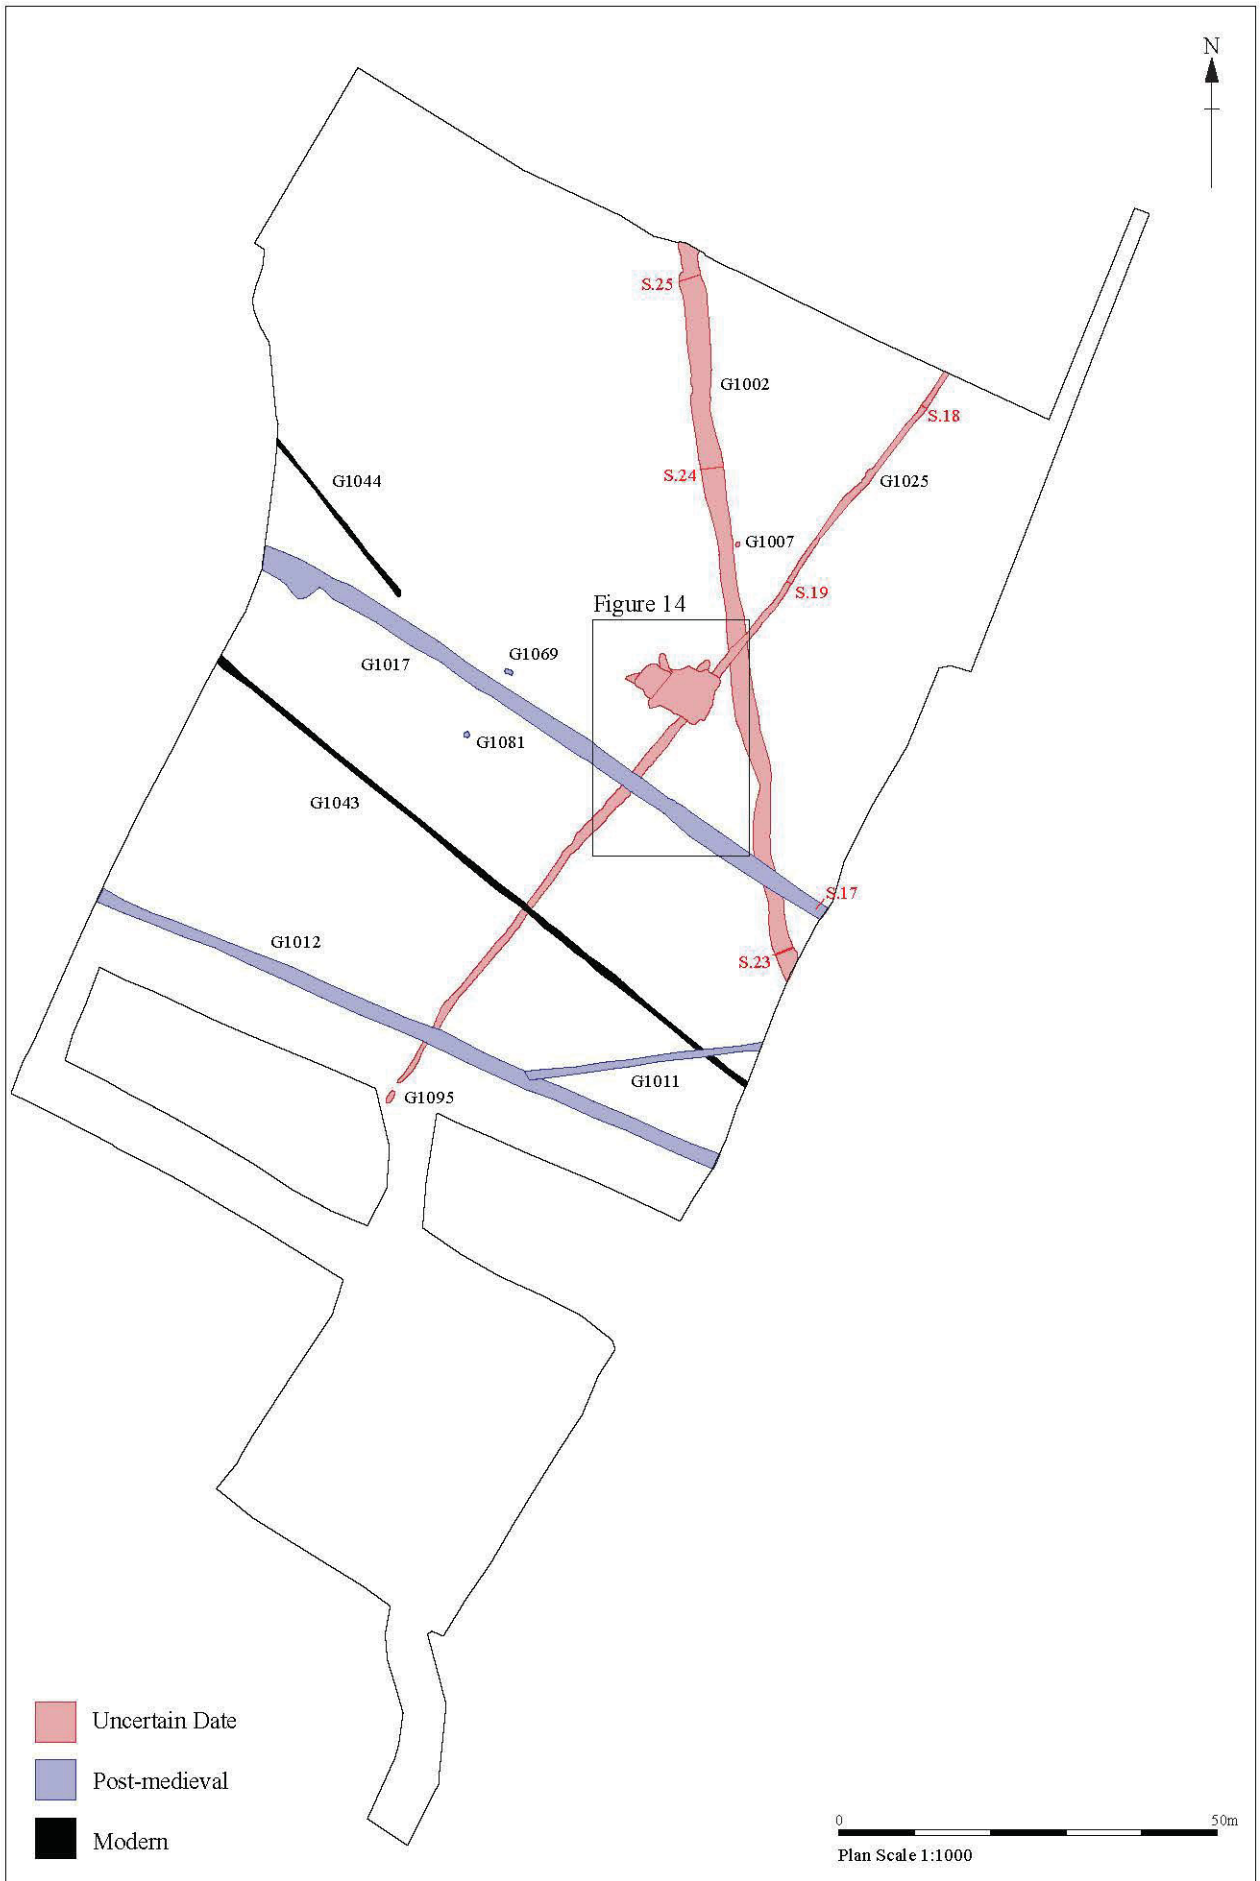 N
S.25
G1002
S.18
G1044
S.24
G1025
G1007
S.19
Figure 14
G1069
G1017
G1081
G1043
S.17
G1012
S.23
G1011
G1095
Uncertain Date
Post-medieval
Modern
0 50m
Plan Scale 1:1000